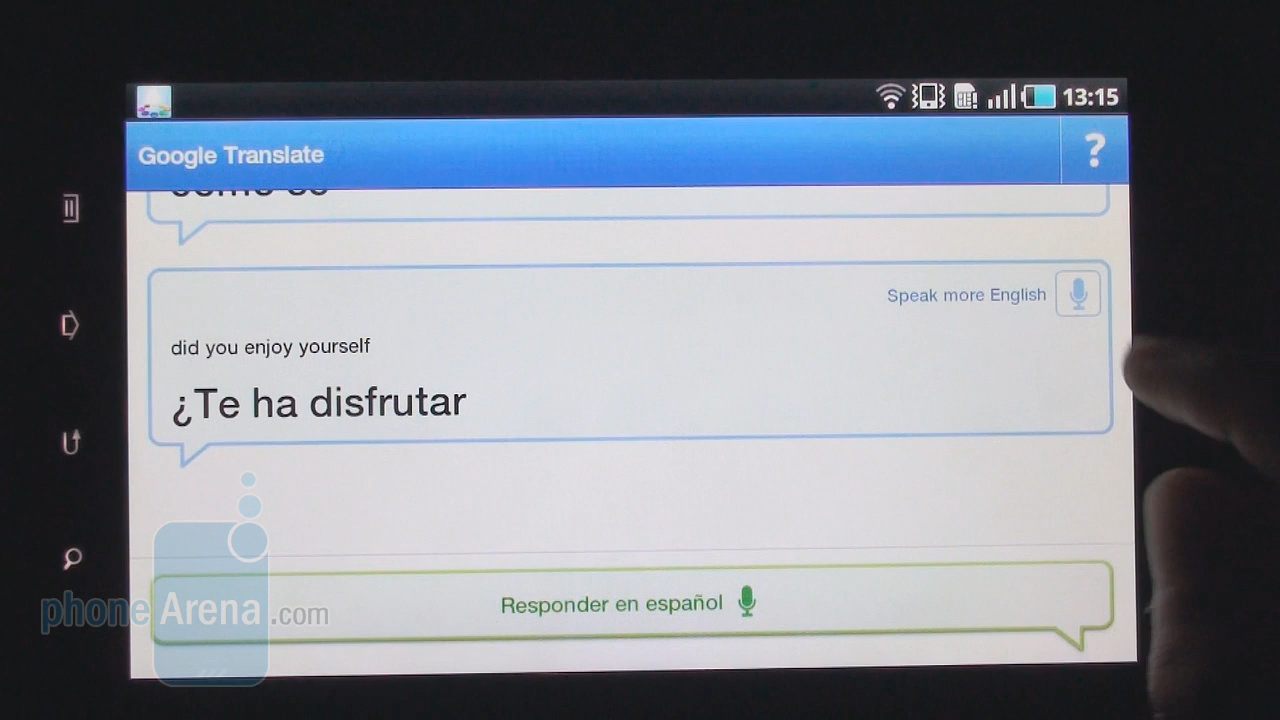 13:15
Google Translate
?
Speak more English
did you enjoy yourself
¿Te ha disfrutar
Responder en español
phoneArena.com